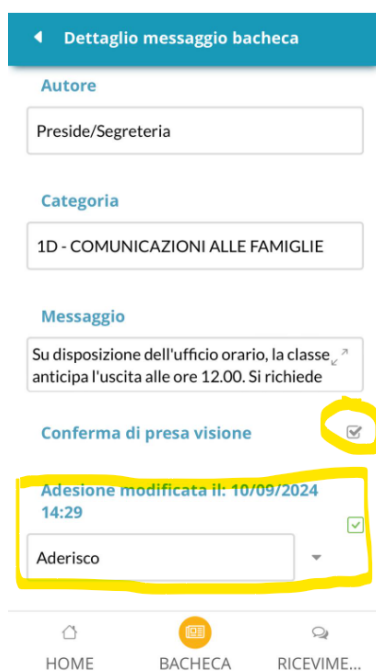 Dettaglio messaggio bacheca
Autore
Preside/Segreteria
Categoria
1D - COMUNICAZIONI ALLE FAMIGLIE
Messaggio
Su disposizione dell'ufficio orario, la classe
anticipa l'uscita alle ore 12.00. Si richiede
Conferma di presa visione
Adesione modificata il: 10/09/2024
14:29
Aderisco
HOME BACHECA RICEVIME...